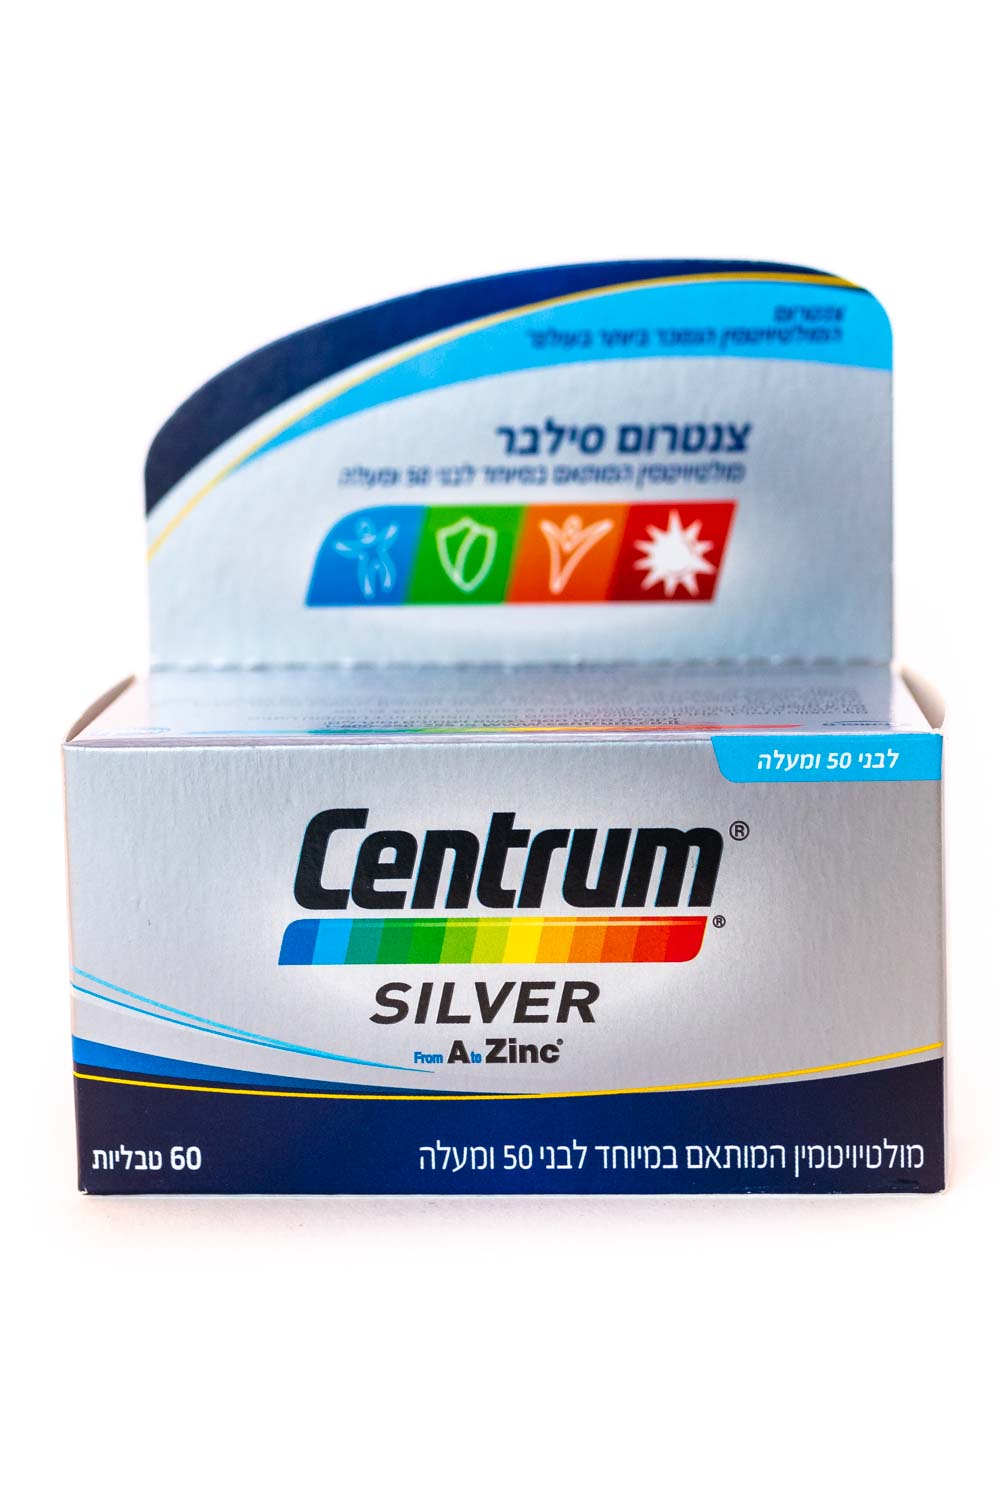 צנטרום
המולטיויטמין הנמכר ביותר בעולם*
צנטרום סילבר
מולטיויטמין המותאם במיוחד לבני 50 ומעלה
לבני 50 ומעלה
Centrum®
®
SILVER
From A to Zinc®
60 טבליות
מולטיויטמין המותאם במיוחד לבני 50 ומעלה